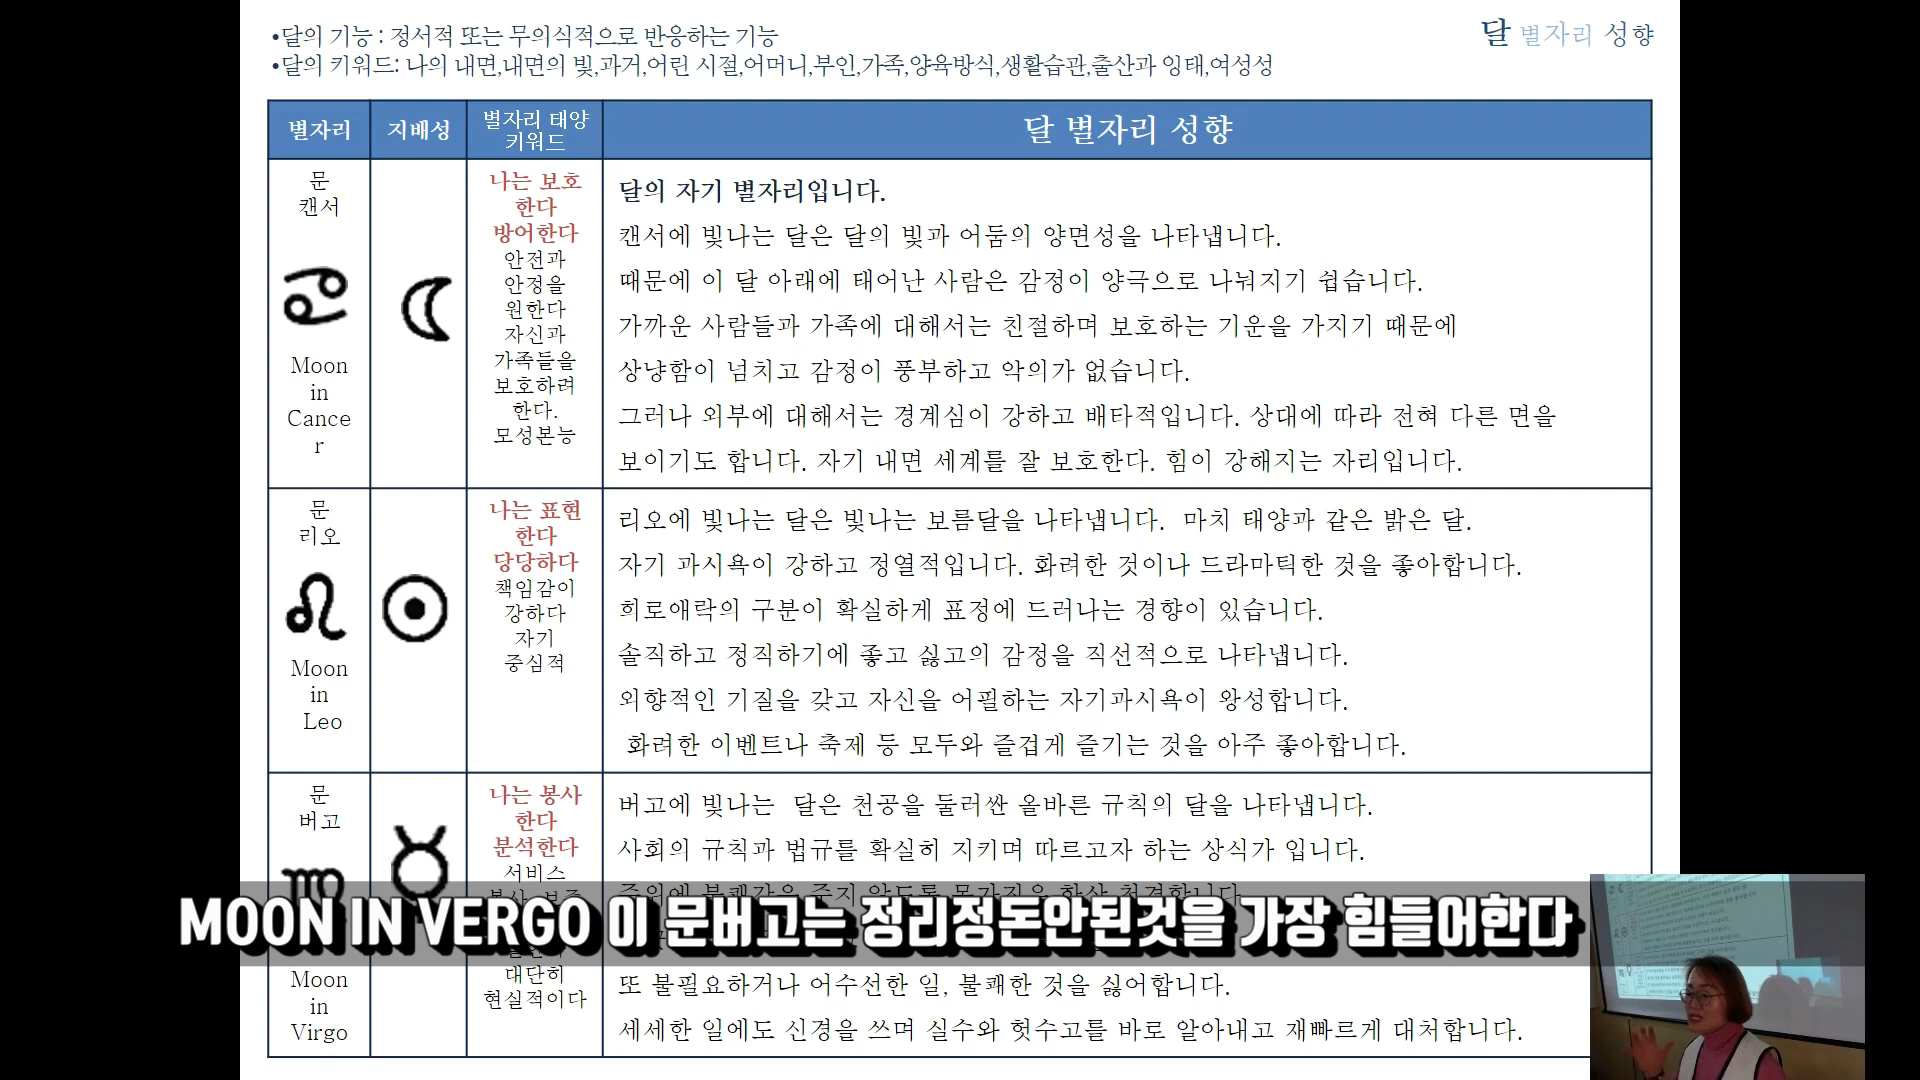 •달의 기능 : 정서적 또는 무의식적으로 반응하는 기능
•달의 키워드: 나의 내면,내면의 빛,과거,어린 시절,어머니,부인,가족,양육방식,생활습관,출산과 잉태,여성성
달 별자리 성향
별자리
지배성
별자리 태양
키워드
달 별자리 성향
문
캔서
Moon
in
Cance
r
나는 보호
한다
방어한다
안전과
안정을
원한다
자신과
가족들을
보호하려
한다.
모성본능
달의 자기 별자리입니다.
캔서에 빛나는 달은 달의 빛과 어둠의 양면성을 나타냅니다.
때문에 이 달 아래에 태어난 사람은 감정이 양극으로 나눠지기 쉽습니다.
가까운 사람들과 가족에 대해서는 친절하며 보호하는 기운을 가지기 때문에
상냥함이 넘치고 감정이 풍부하고 악의가 없습니다.
그러나 외부에 대해서는 경계심이 강하고 배타적입니다. 상대에 따라 전혀 다른 면을
보이기도 합니다. 자기 내면 세계를 잘 보호한다. 힘이 강해지는 자리입니다.
문
리오
Moon
in
Leo
나는 표현
한다
당당하다
책임감이
강하다
자기
중심적
리오에 빛나는 달은 빛나는 보름달을 나타냅니다. 마치 태양과 같은 밝은 달.
자기 과시욕이 강하고 정열적입니다. 화려한 것이나 드라마틱한 것을 좋아합니다.
희로애락의 구분이 확실하게 표정에 드러나는 경향이 있습니다.
솔직하고 정직하기에 좋고 싫고의 감정을 직선적으로 나타냅니다.
외향적인 기질을 갖고 자신을 어필하는 자기과시욕이 왕성합니다.
화려한 이벤트나 축제 등 모두와 즐겁게 즐기는 것을 아주 좋아합니다.
문
버고
Moon
in
Virgo
나는 봉사
한다
분석한다
서비스
대단히
현실적이다
버고에 빛나는 달은 천공을 둘러싼 올바른 규칙의 달을 나타냅니다.
사회의 규칙과 법규를 확실히 지키며 따르고자 하는 상식가 입니다.
주위에 불쾌감을 주지 않도록 몸가짐은 항상 청결합니다.
또 불필요하거나 어수선한 일, 불쾌한 것을 싫어합니다.
세세한 일에도 신경을 쓰며 실수와 헛수고를 바로 알아내고 재빠르게 대처합니다.
MOON IN VERGO 이 문버고는 정리정돈안된것을 가장 힘들어한다